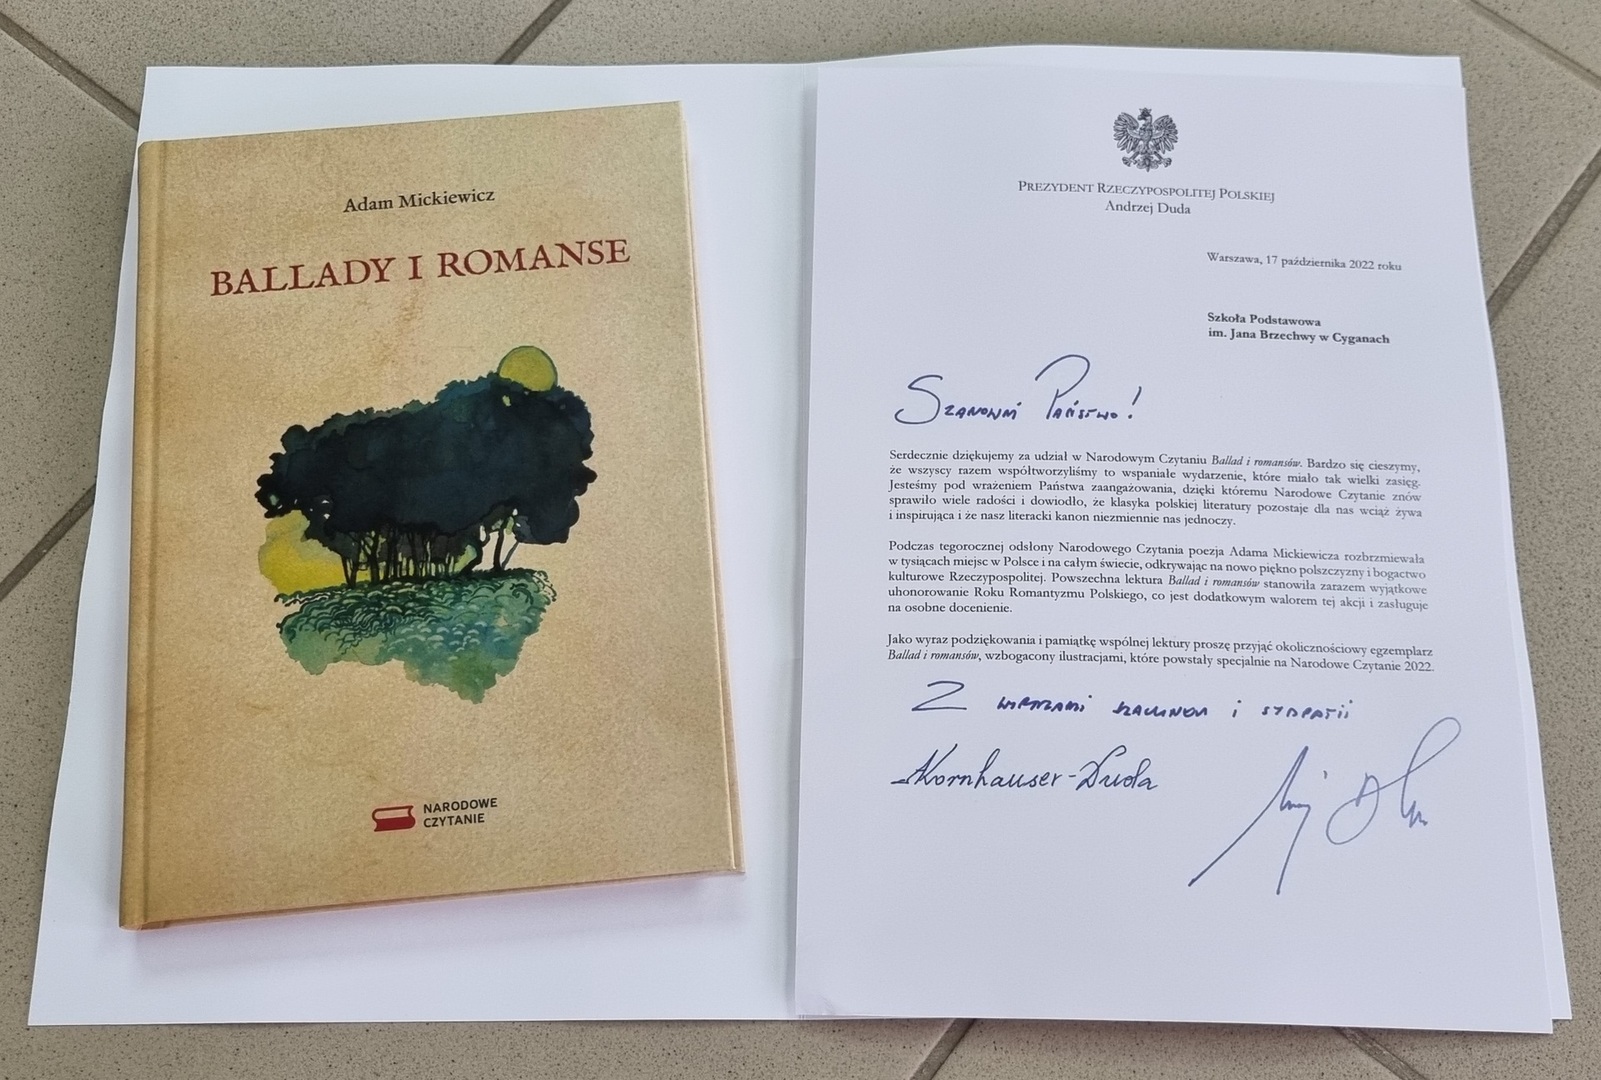 Adam Mickiewicz
BALLADY I ROMANSE
NARODOWE
CZYTANIE
PREZYDENT RZECZYPOSPOLITEJ POLSKIEJ
Andrzej Duda
Warszawa, 17 października 2022 roku
Szkoła Podstawowa
im. Jana Brzechwy w Cyganach
Szanowni Państwo!
Serdecznie dziękujemy za udział w Narodowym Czytaniu Ballad i romansów. Bardzo się cieszymy,
że wszyscy razem współtworzyliśmy to wspaniałe wydarzenie, które miało tak wielki zasięg.
Jesteśmy pod wrażeniem Państwa zaangażowania, dzięki któremu Narodowe Czytanie znów
sprawiło wiele radości i dowiodło, że klasyka polskiej literatury pozostaje dla nas wciąż żywa
i inspirująca i że nasz literacki kanon niezmiennie nas jednoczy.
Podczas tegorocznej odsłony Narodowego Czytania poezja Adama Mickiewicza rozbrzmiewała
w tysiącach miejsc w Polsce i na całym świecie, odkrywając na nowo piękno polszczyzny i bogactwo
kulturowe Rzeczypospolitej. Powszechna lektura Ballad i romansów stanowiła zarazem wyjątkowe
uhonorowanie Roku Romantyzmu Polskiego, co jest dodatkowym walorem tej akcji i zasługuje
na osobne docenienie.
Jako wyraz podziękowania i pamiątkę wspólnej lektury proszę przyjąć okolicznościowy egzemplarz
Ballad i romansów, wzbogacony ilustracjami, które powstały specjalnie na Narodowe Czytanie 2022.
Z wyrazami szacunku i sympatii
Kornhauser-Duda